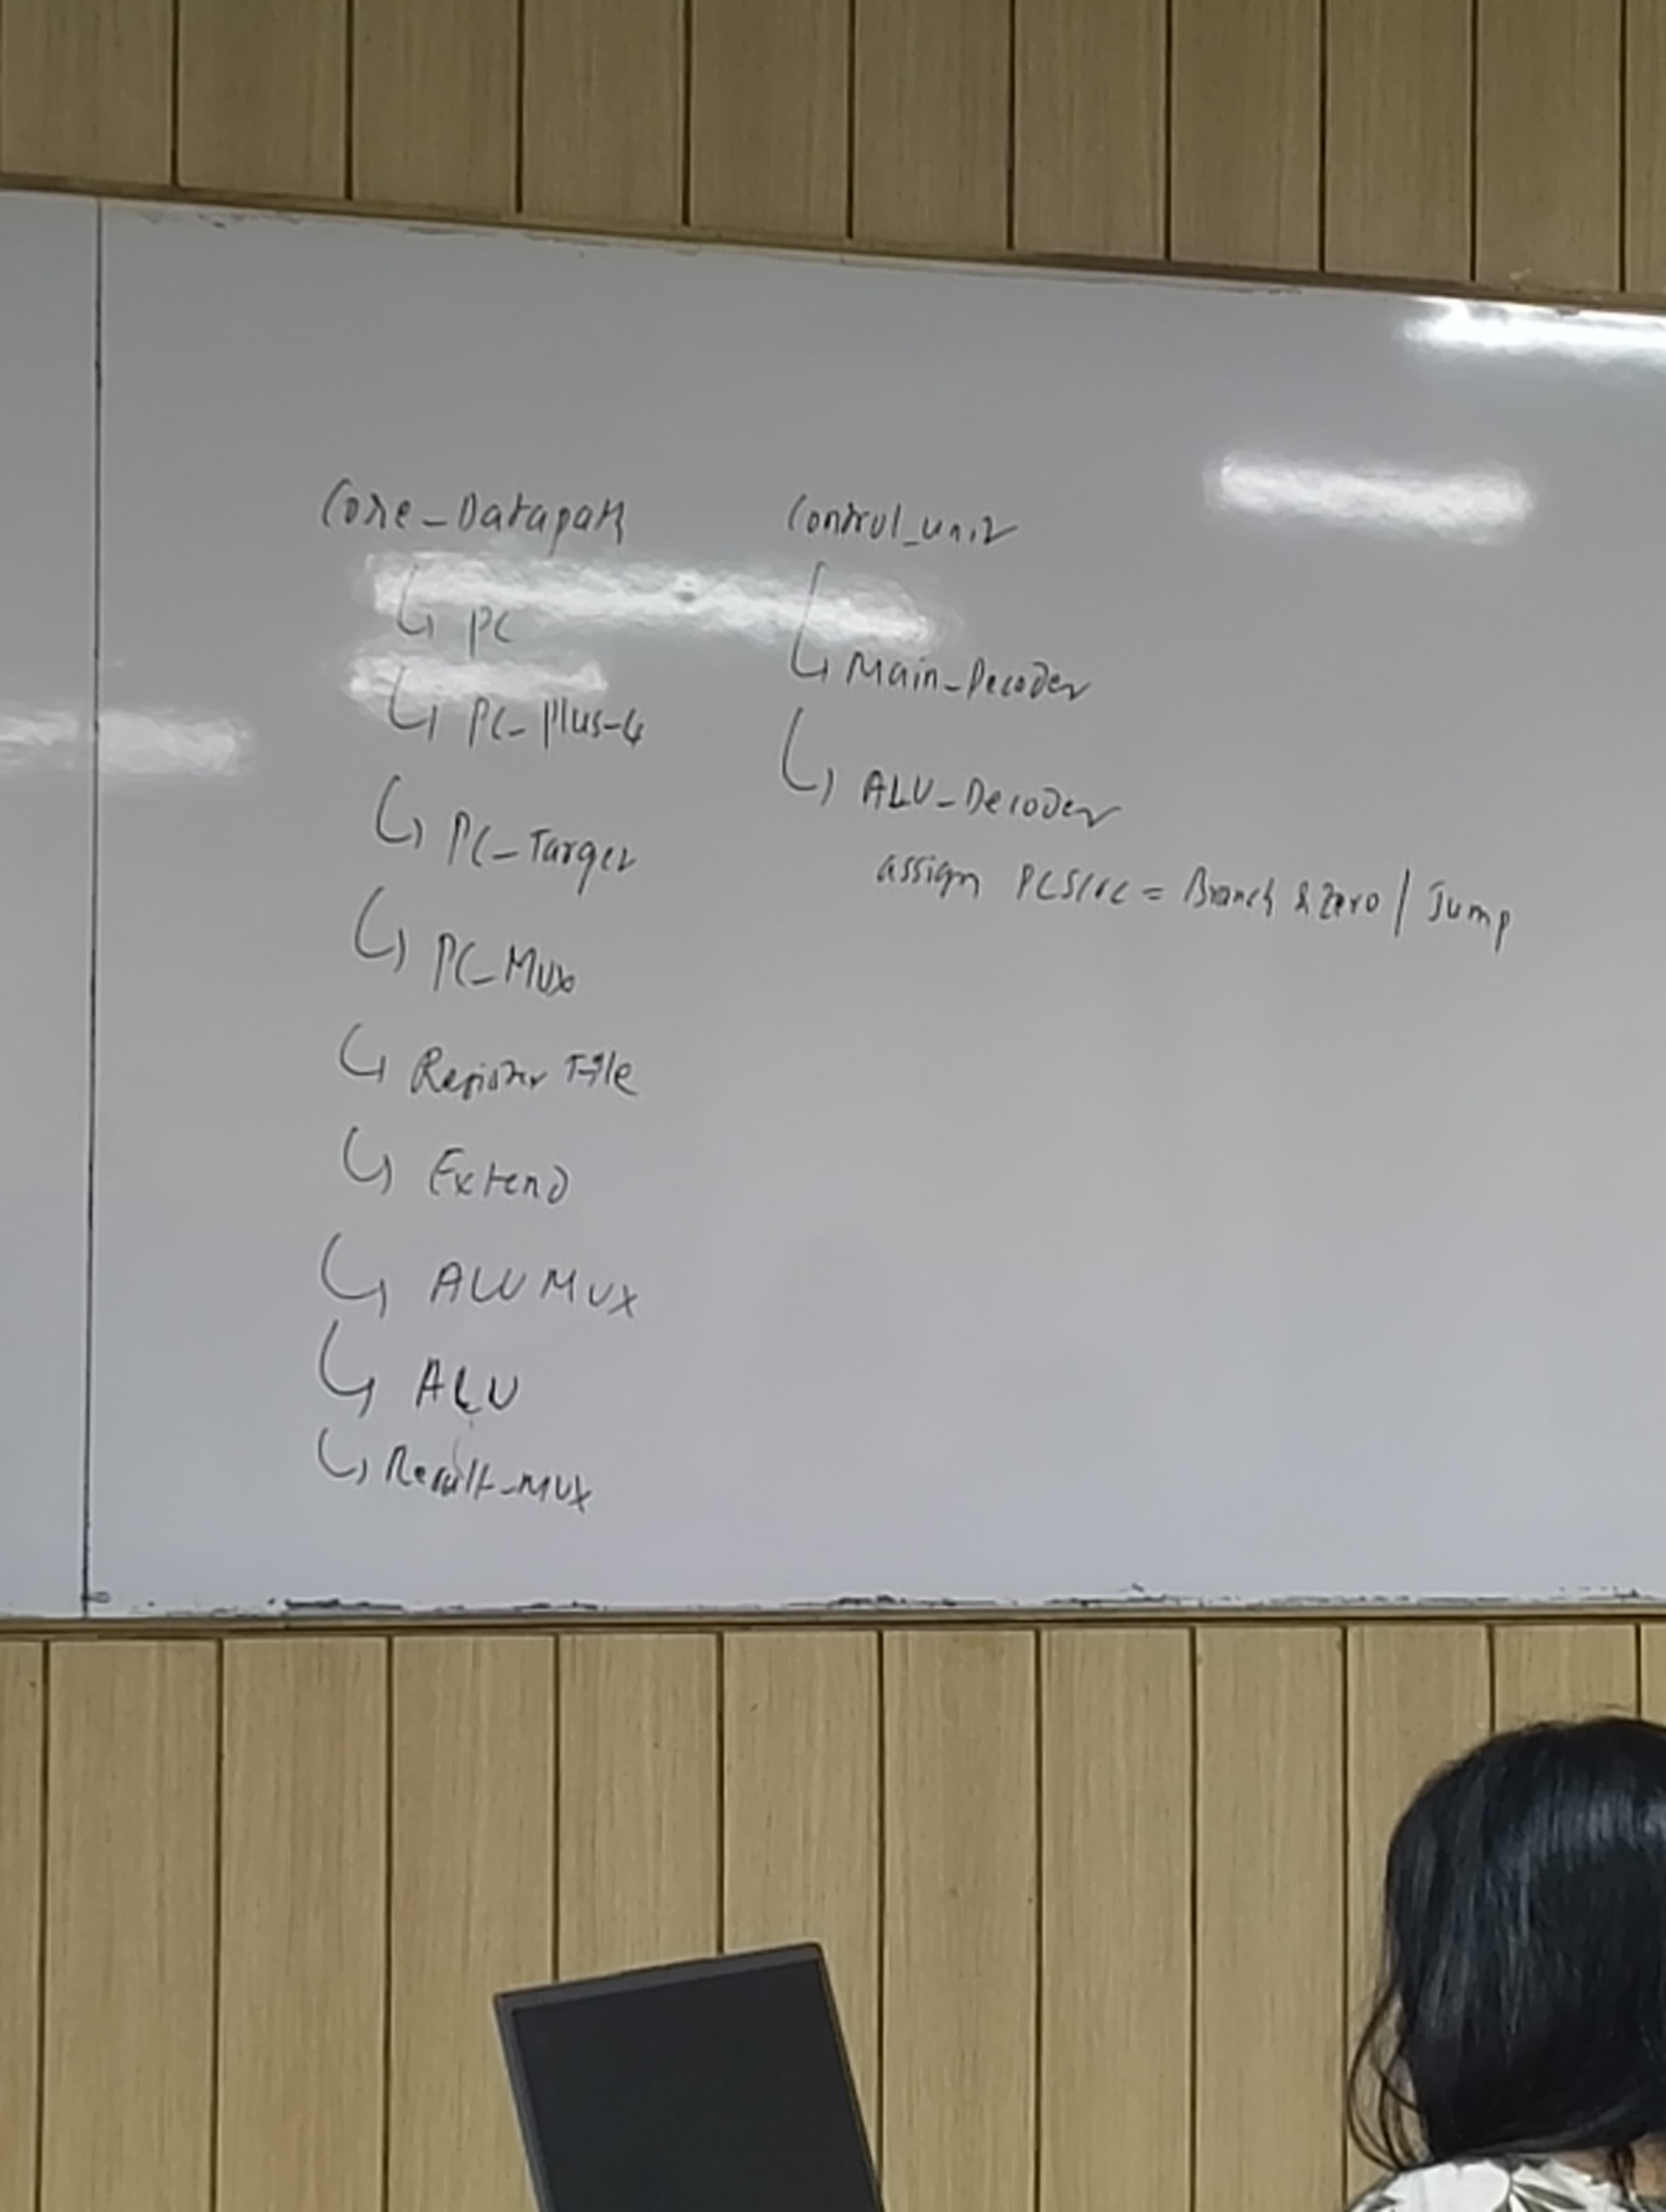 Core_Datapath
↳ PC
↳ PC_Plus_4
↳ PC_Target
↳ PC_Mux
↳ Register File
↳ Extend
↳ ALU MUX
↳ ALU
↳ Result_MUX
Control_unit
↳ Main_Decoder
↳ ALU_Decoder
assign PCSrc = Branch & Zero | Jump